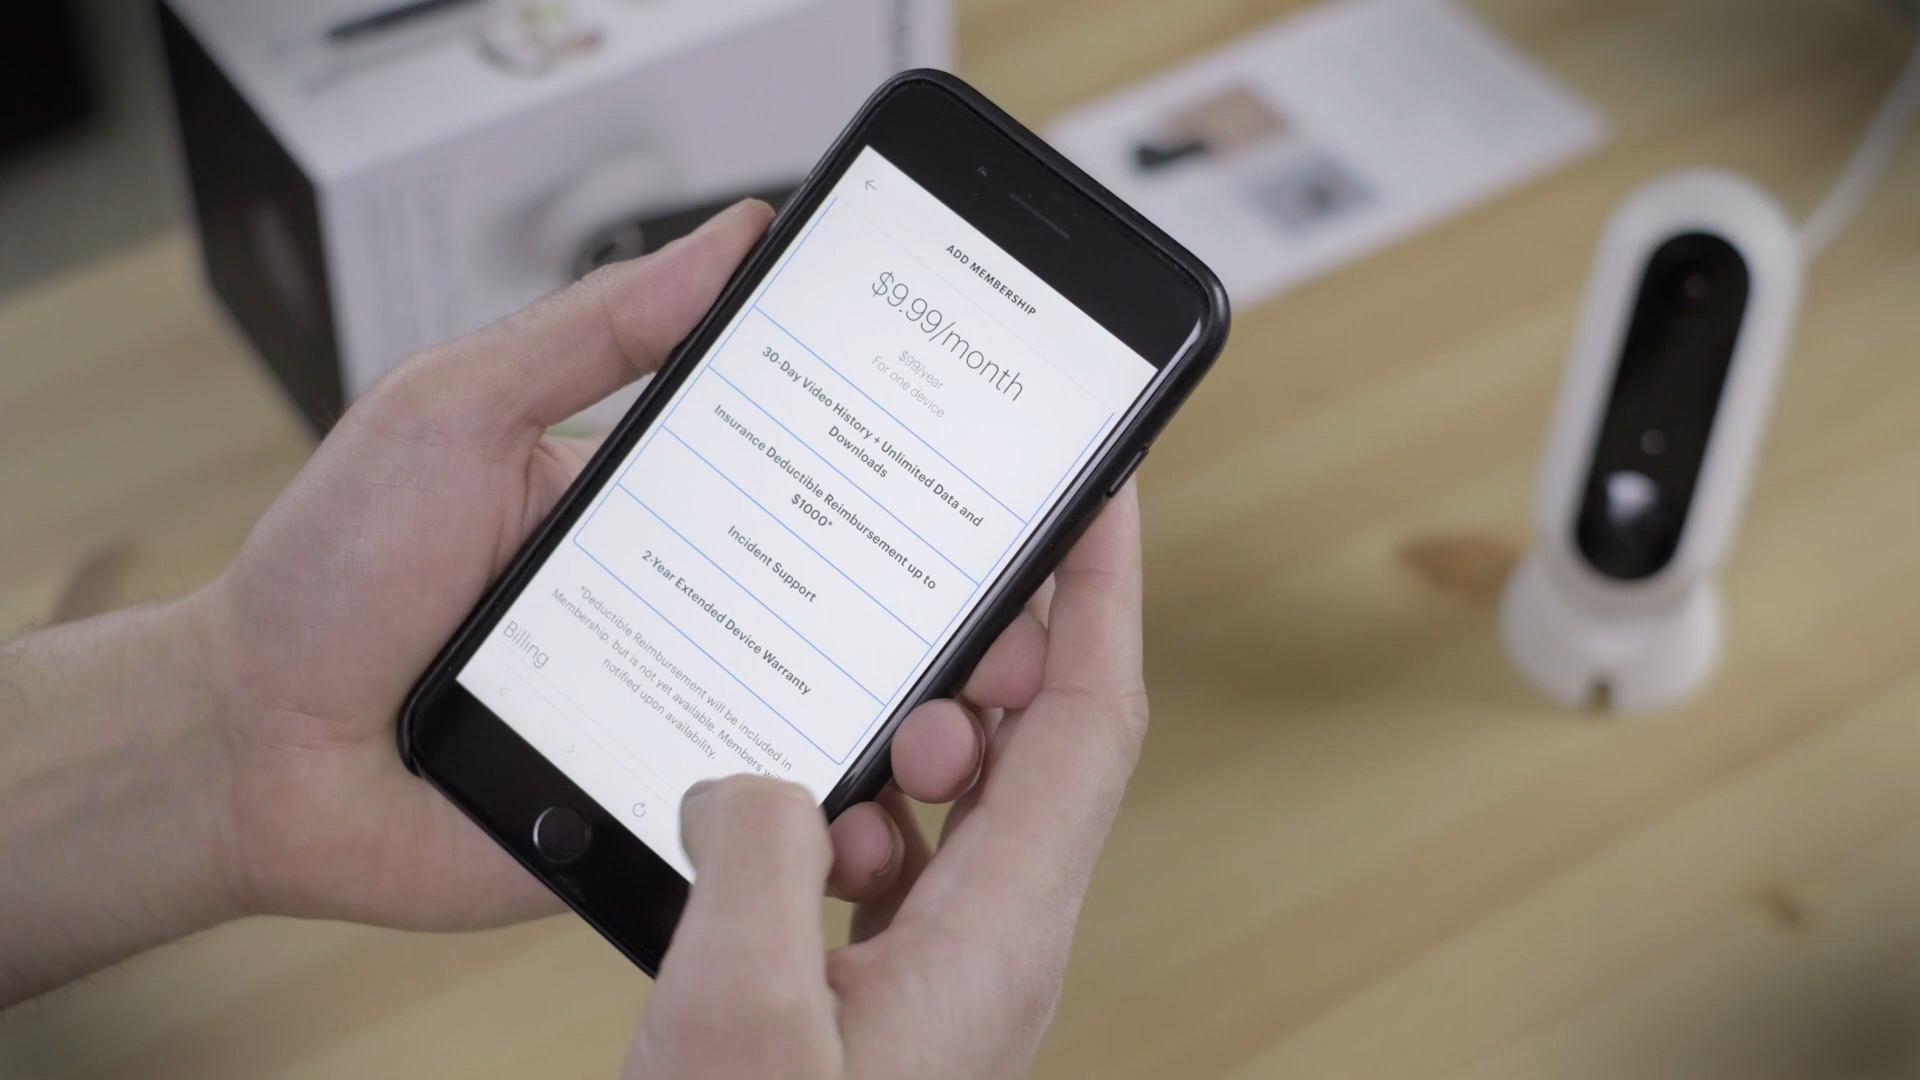 ADD MEMBERSHIP
$9.99/month
$99/year
For one device
30-Day Video History + Unlimited Data and
Downloads
Insurance Deductible Reimbursement up to
$1000*
Incident Support
2-Year Extended Device Warranty
*Deductible Reimbursement will be included in
Membership, but is not yet available. Members
notified upon availability.
Billing